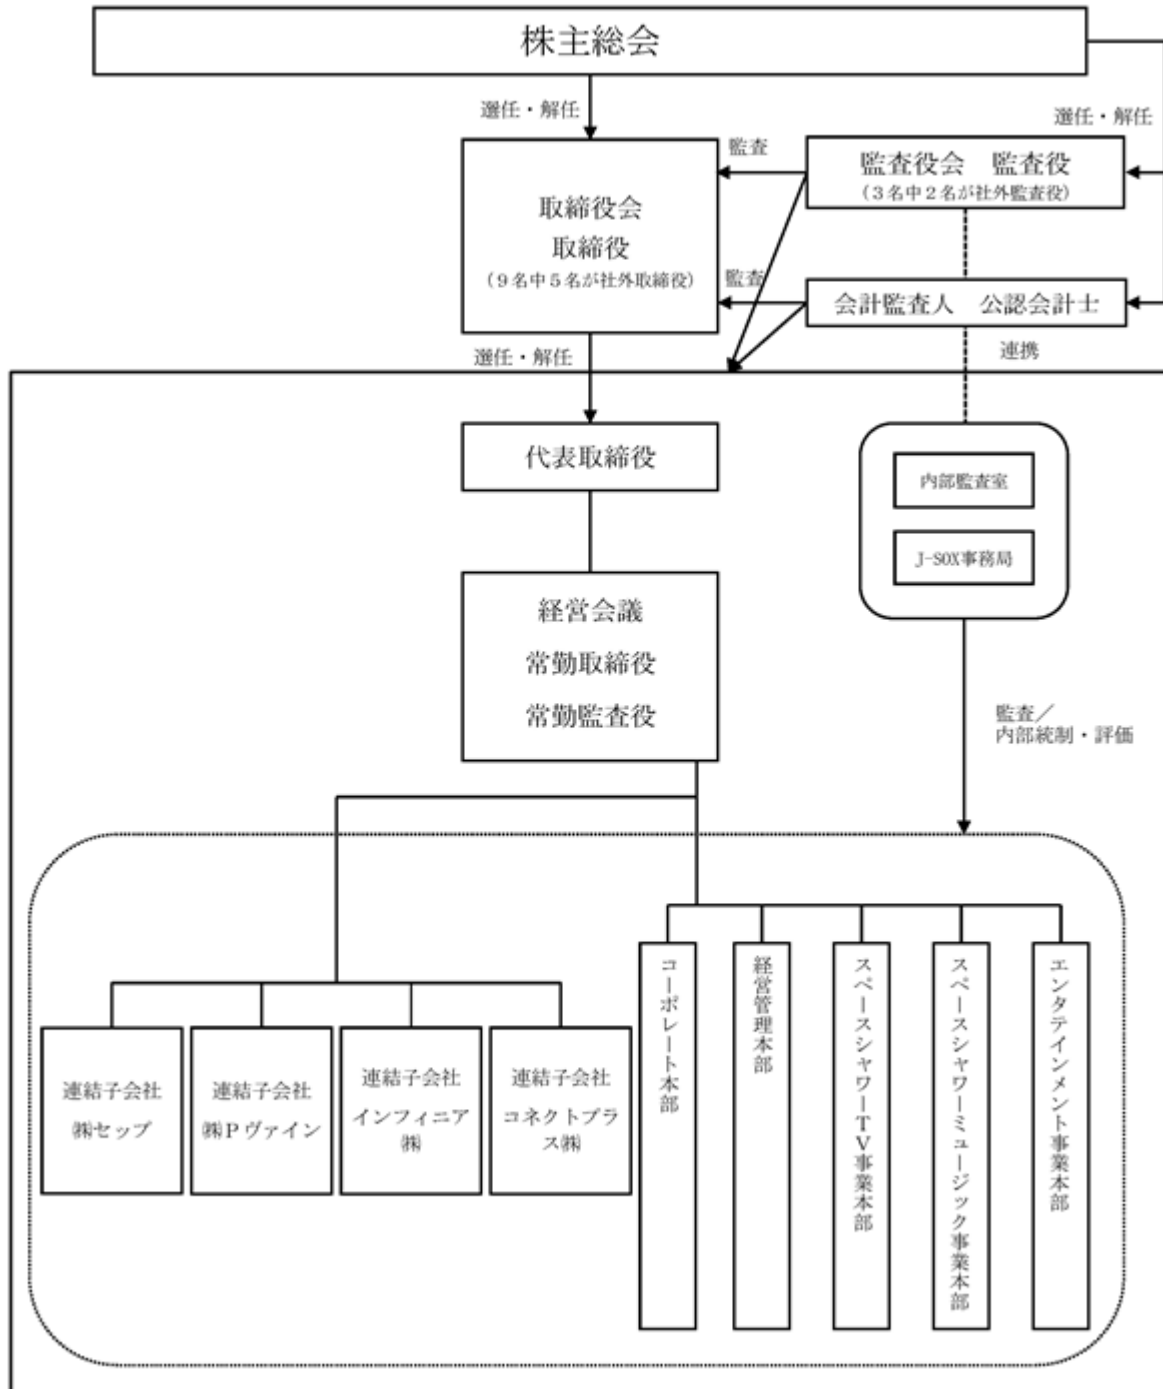 株主総会
選任・解任
選任・解任
監査
監査役会　監査役
（３名中２名が社外監査役）
取締役会
取締役
（９名中５名が社外取締役）
監査
会計監査人　公認会計士
選任・解任
連携
代表取締役
内部監査室
J-SOX事務局
経営会議
常勤取締役
常勤監査役
監査／
内部統制・評価
連結子会社
㈱セップ
連結子会社
㈱Ｐヴァイン
連結子会社
インフィニア
㈱
連結子会社
コネクトプラ
ス㈱
コーポレート本部
経営管理本部
スペースシャワーＴＶ事業本部
スペースシャワーミュージック事業本部
エンタテインメント事業本部